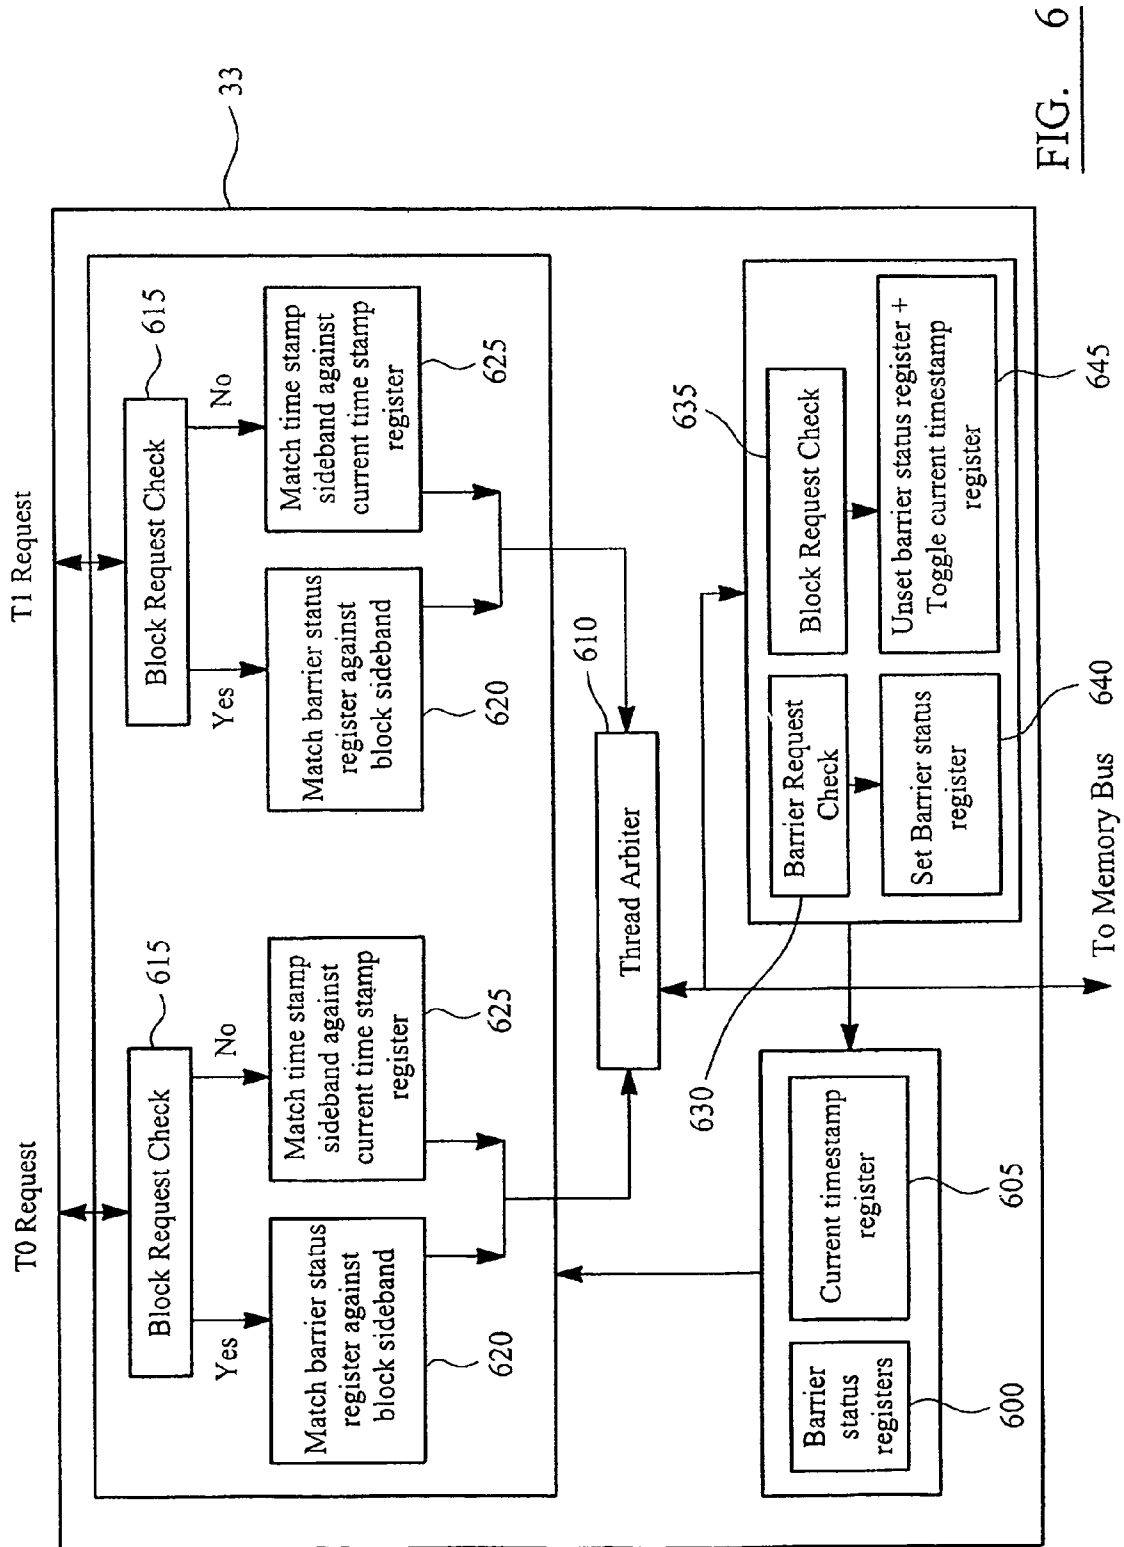 T0 Request
T1 Request
33
Block Request Check
615
Yes
No
Match barrier status
register against
block sideband
620
Match time stamp
sideband against
current time stamp
register
625
Block Request Check
615
Yes
No
Match barrier status
register against
block sideband
620
Match time stamp
sideband against
current time stamp
register
625
Thread Arbiter
610
Barrier
status
registers
600
Current timestamp
register
605
630
Barrier Request
Check
Block Request Check
635
Set Barrier status
register
640
Unset barrier status register +
Toggle current timestamp
register
645
To Memory Bus
FIG. 6